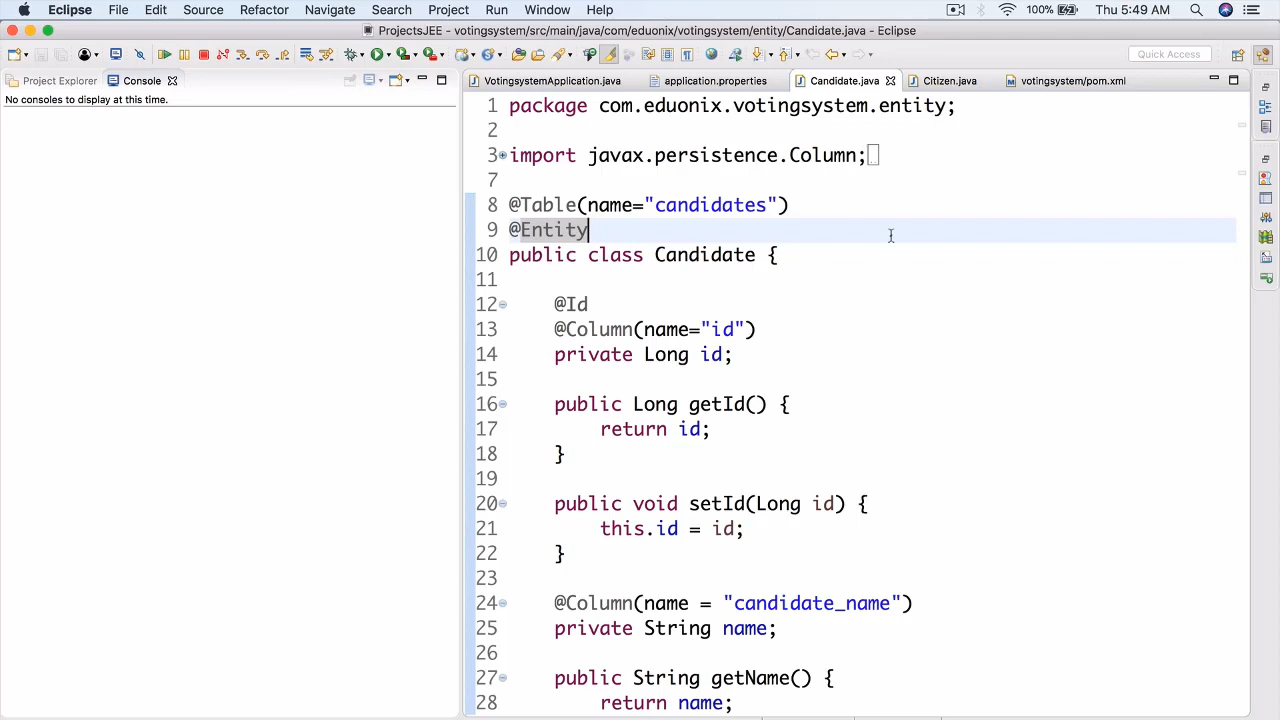 Eclipse File Edit Source Refactor Navigate Search Project Run Window Help 100% Thu 5:49 AM
ProjectsJEE - votingsystem/src/main/java/com/eduonix/votingsystem/entity/Candidate.java - Eclipse
Quick Access
Project Explorer Console
No consoles to display at this time.
VotingsystemApplication.java application.properties Candidate.java Citizen.java votingsystem/pom.xml
1 package com.eduonix.votingsystem.entity;
2
3 import javax.persistence.Column;
7
8 @Table(name="candidates")
9 @Entity
10 public class Candidate {
11
12 @Id
13 @Column(name="id")
14 private Long id;
15
16 public Long getId() {
17 return id;
18 }
19
20 public void setId(Long id) {
21 this.id = id;
22 }
23
24 @Column(name = "candidate_name")
25 private String name;
26
27 public String getName() {
28 return name;